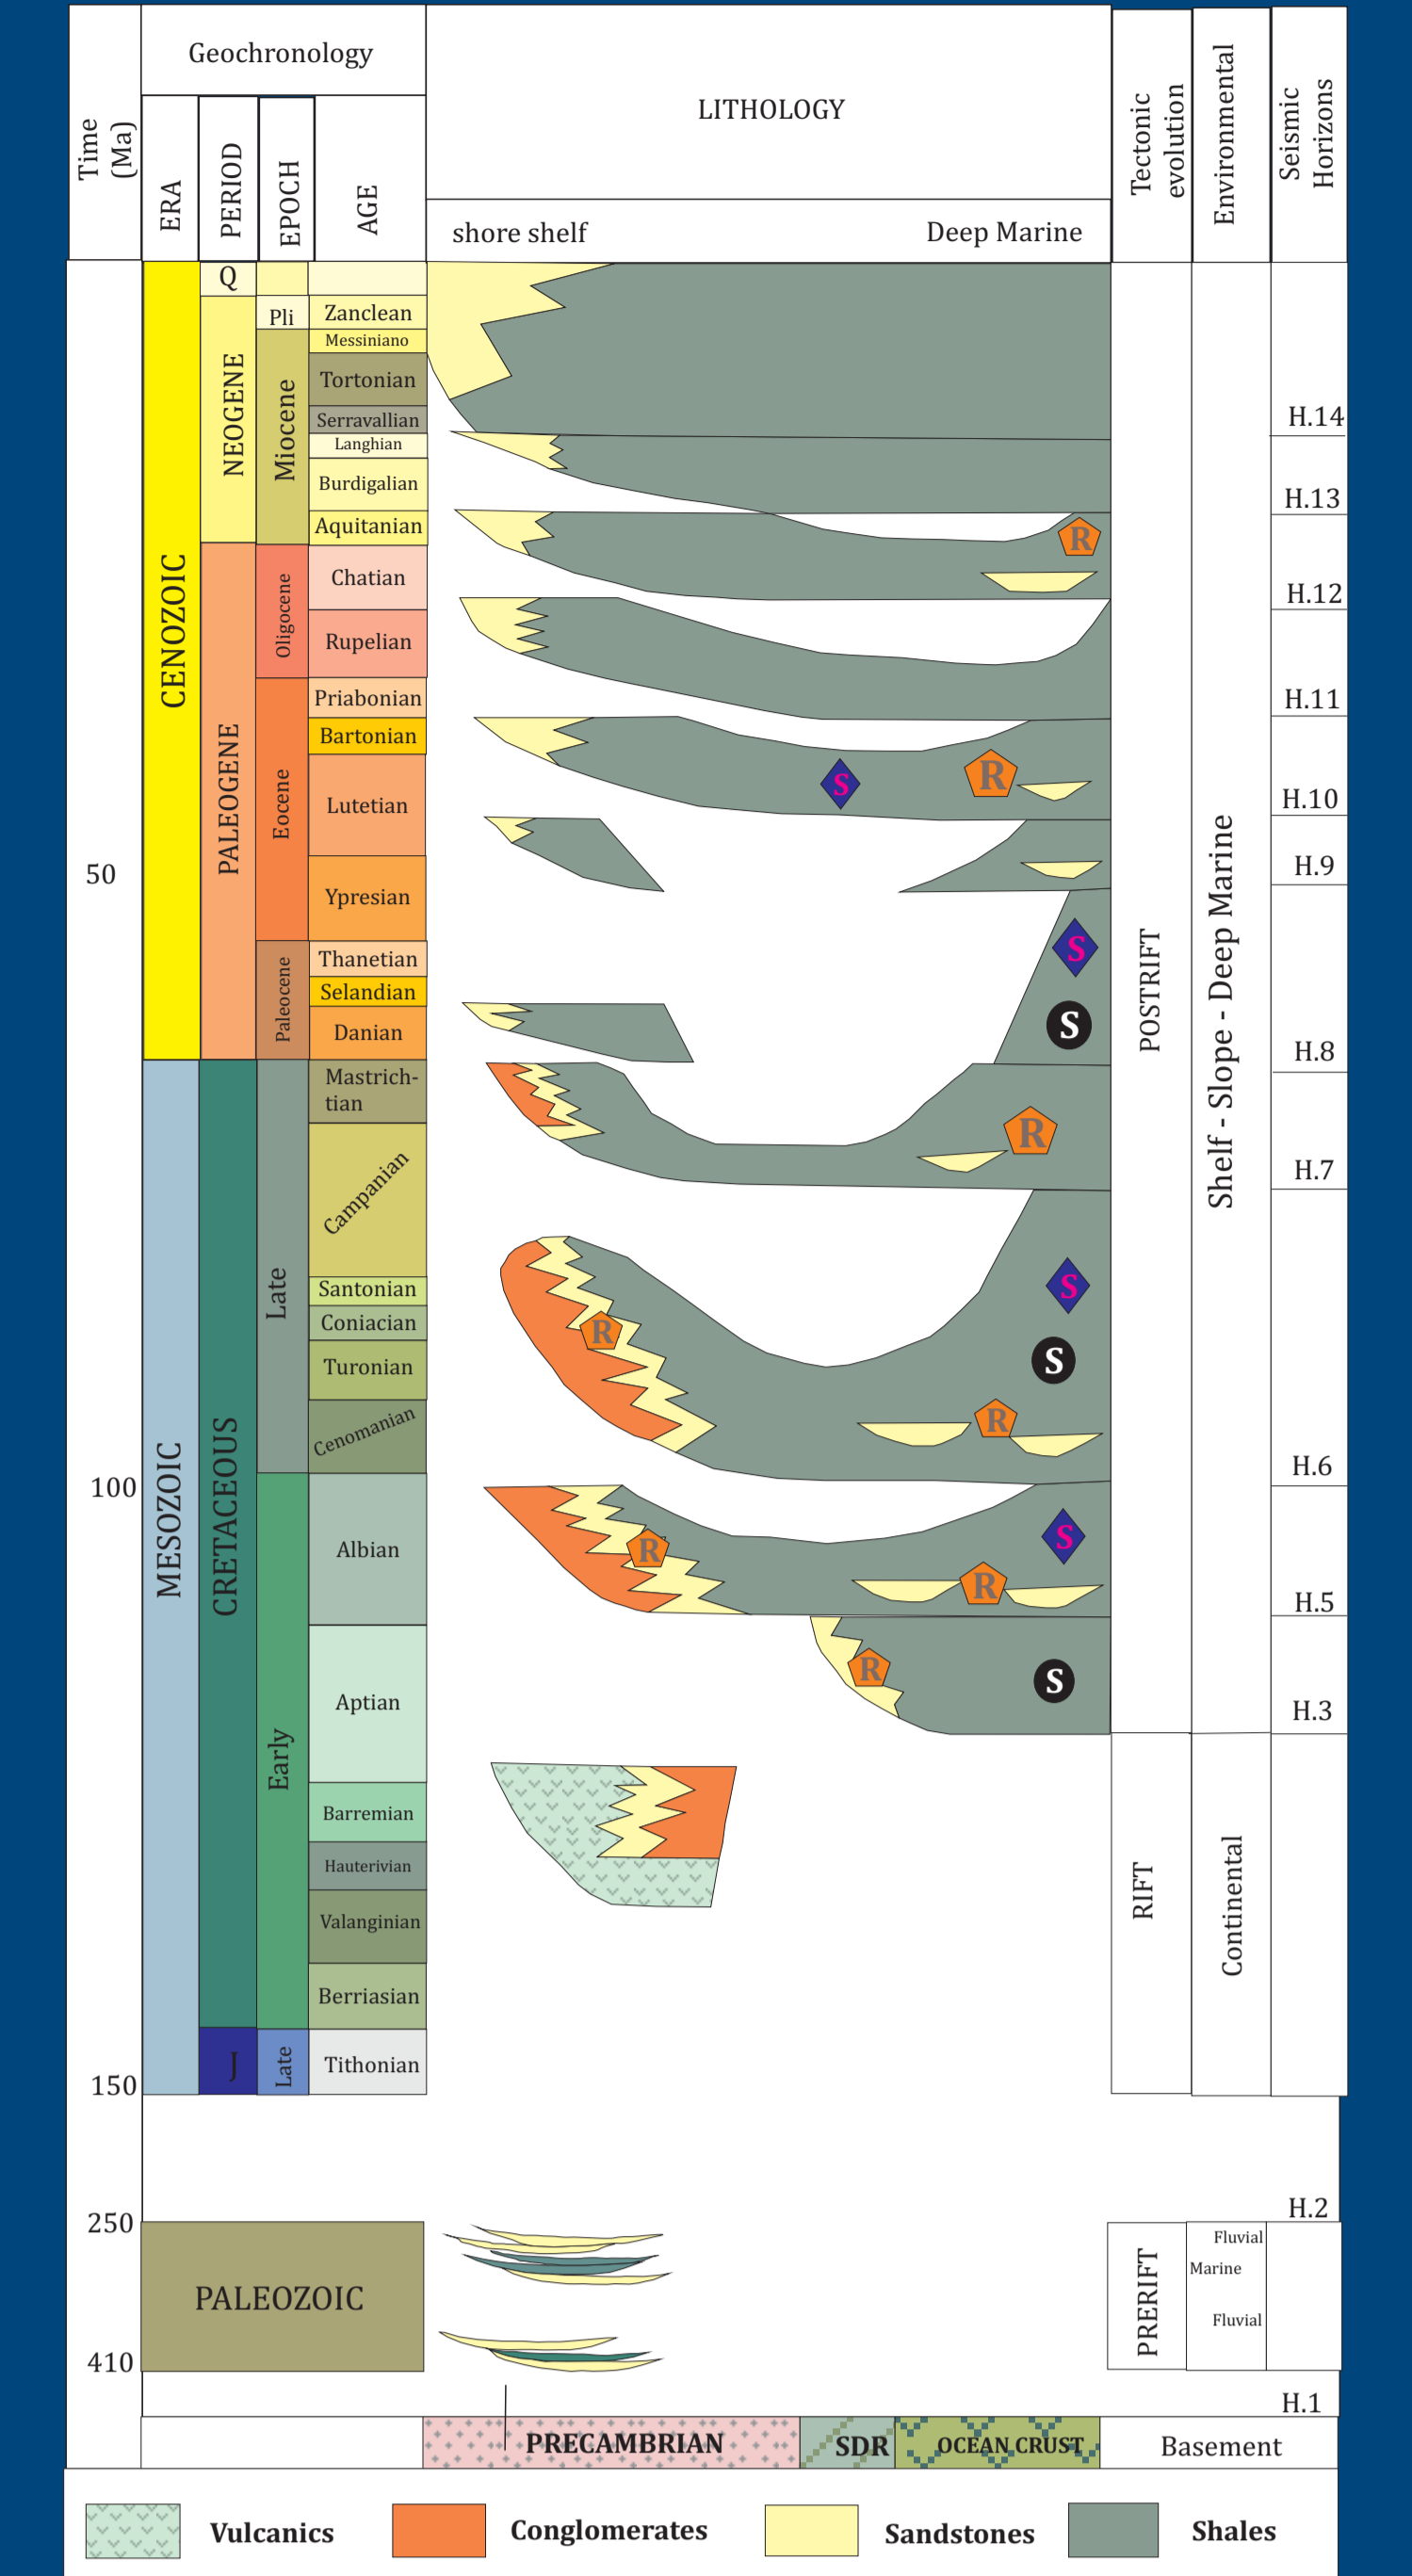 Time
(Ma)
Geochronology
ERA
PERIOD
EPOCH
AGE
LITHOLOGY
shore shelf
Deep Marine
Tectonic
evolution
Environmental
Seismic
Horizons
CENOZOIC
Q
NEOGENE
Pli
Miocene
Zanclean
Messiniano
Tortonian
Serravallian
Langhian
Burdigalian
Aquitanian
H.14
H.13
R
H.12
PALEOGENE
Oligocene
Chatian
Rupelian
H.11
Eocene
Priabonian
Bartonian
Lutetian
Ypresian
S
R
H.10
50
H.9
Paleocene
Thanetian
Selandian
Danian
S
S
H.8
POSTRIFT
Shelf - Slope - Deep Marine
MESOZOIC
CRETACEOUS
Late
Mastrich-
tian
Campanian
Santonian
Coniacian
Turonian
Cenomanian
R
H.7
S
R
S
R
H.6
100
Early
Albian
Aptian
Barremian
Hauterivian
Valanginian
Berriasian
S
R
R
H.5
R
S
H.3
RIFT
Continental
J
Late
Tithonian
150
H.2
250
PALEOZOIC
410
PRERIFT
Fluvial
Marine
Fluvial
H.1
PRECAMBRIAN
SDR
OCEAN CRUST
Basement
Vulcanics
Conglomerates
Sandstones
Shales